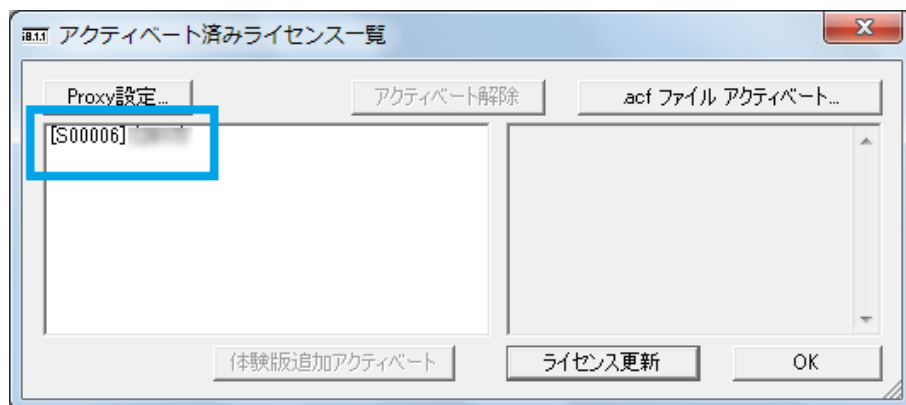 アクティベート済みライセンス一覧
Proxy設定...
アクティベート解除
.acf ファイル アクティベート...
[S00006]
体験版追加アクティベート
ライセンス更新
OK